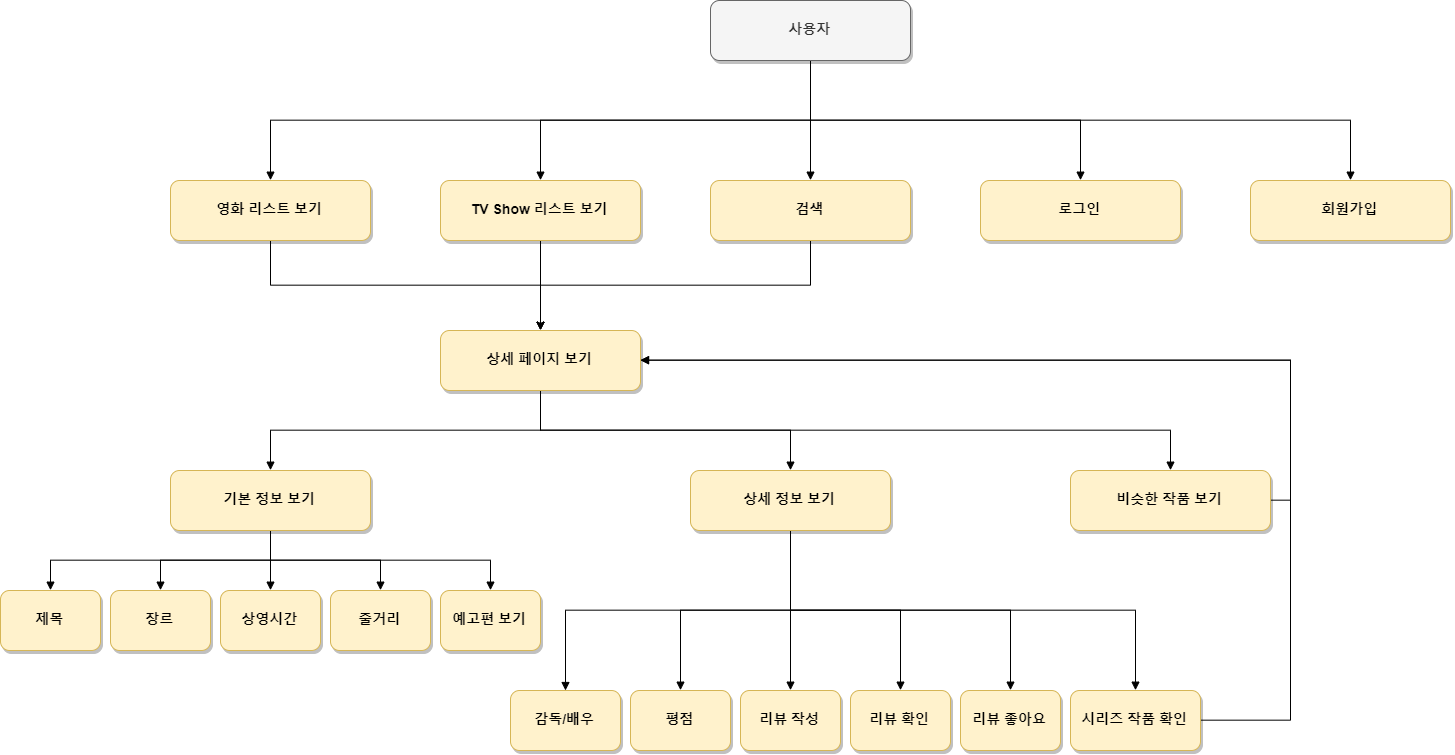 사용자
영화 리스트 보기
TV Show 리스트 보기
검색
로그인
회원가입
상세 페이지 보기
기본 정보 보기
상세 정보 보기
비슷한 작품 보기
제목
장르
상영시간
줄거리
예고편 보기
감독/배우
평점
리뷰 작성
리뷰 확인
리뷰 좋아요
시리즈 작품 확인